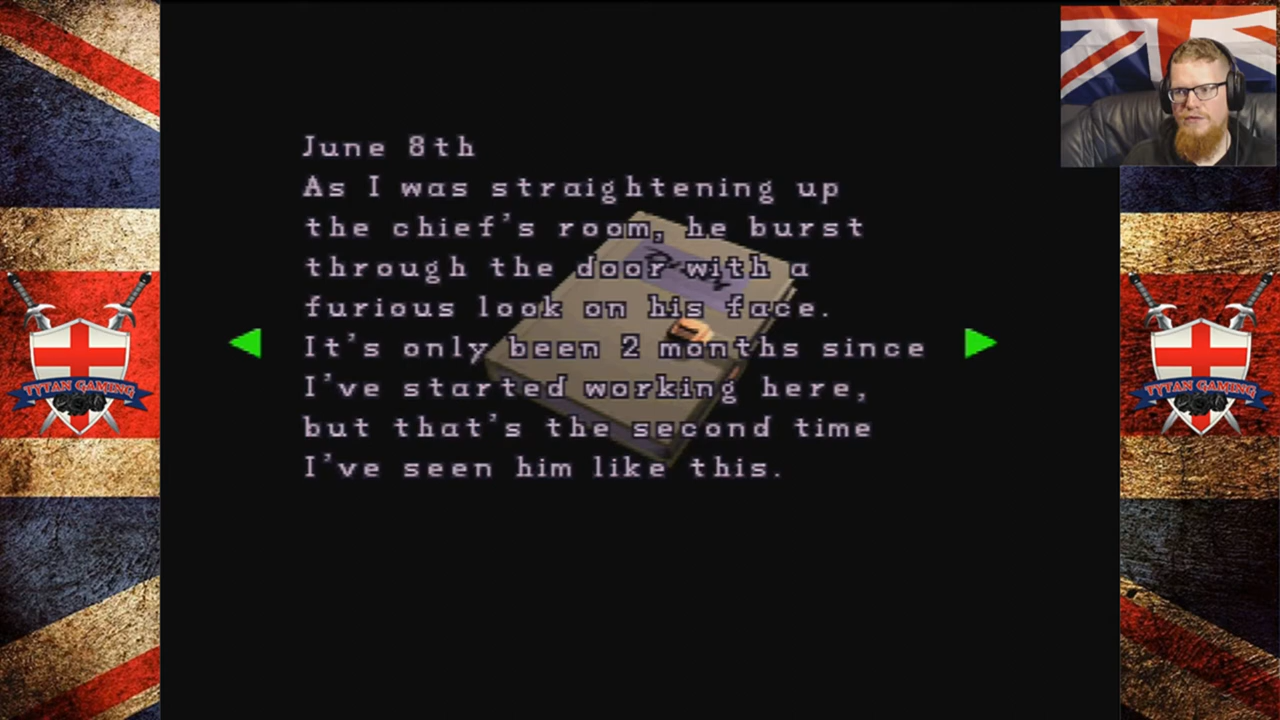 June 8th
As I was straightening up
the chief's room, he burst
through the door with a
furious look on his face.
It's only been 2 months since
I've started working here,
but that's the second time
I've seen him like this.
TYTAN GAMING
TYTAN GAMING